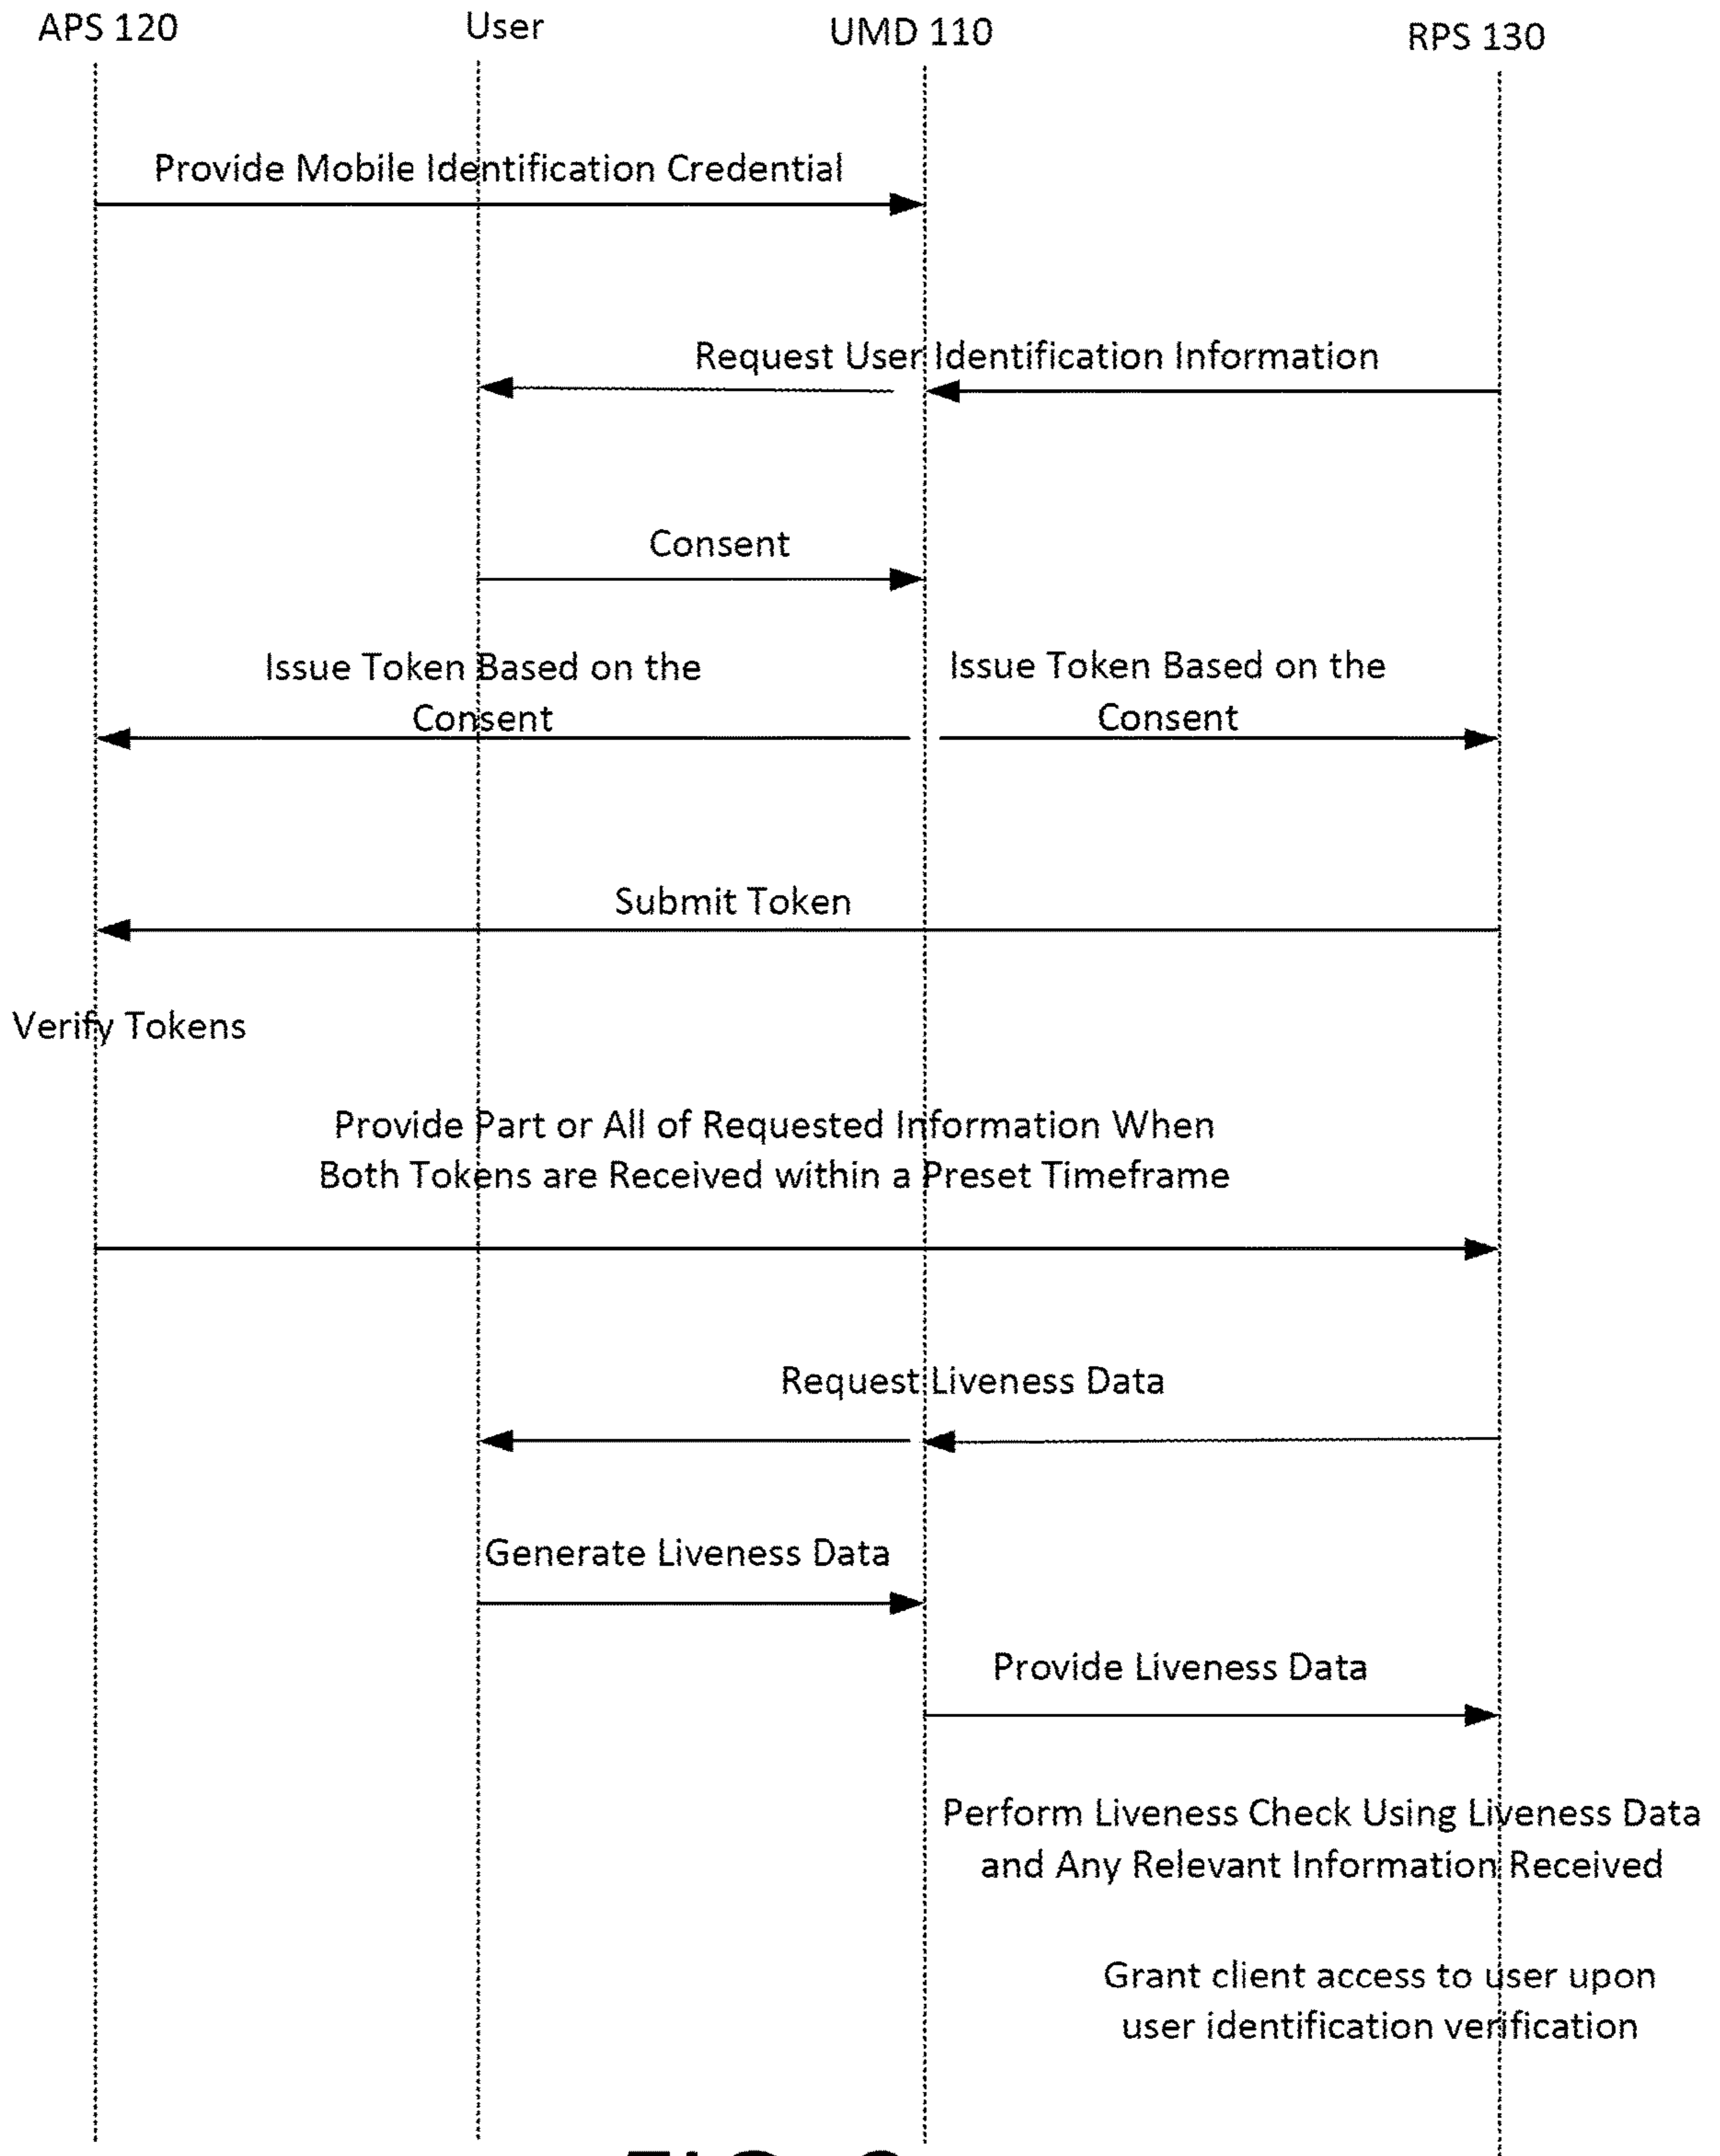 APS 120
User
UMD 110
RPS 130
Provide Mobile Identification Credential
Request User Identification Information
Consent
Issue Token Based on the
Consent
Issue Token Based on the
Consent
Submit Token
Verify Tokens
Provide Part or All of Requested Information When
Both Tokens are Received within a Preset Timeframe
Request Liveness Data
Generate Liveness Data
Provide Liveness Data
Perform Liveness Check Using Liveness Data
and Any Relevant Information Received
Grant client access to user upon
user identification verification